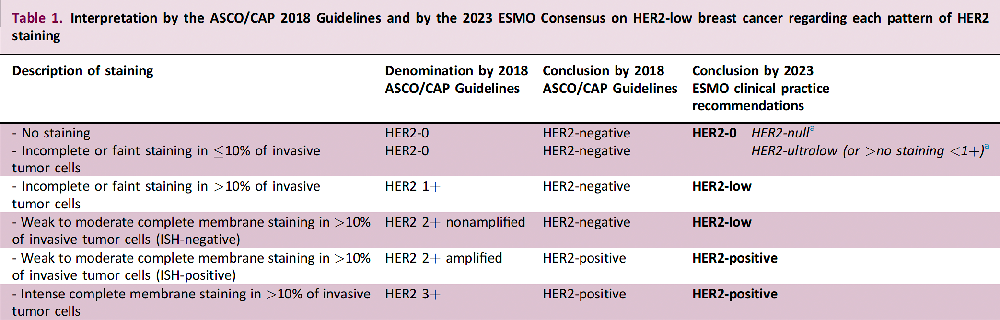 Table 1. Interpretation by the ASCO/CAP 2018 Guidelines and by the 2023 ESMO Consensus on HER2-low breast cancer regarding each pattern of HER2
staining
Description of staining
Denomination by 2018
ASCO/CAP Guidelines
Conclusion by 2018
ASCO/CAP Guidelines
Conclusion by 2023
ESMO clinical practice
recommendations
- No staining HER2-0 HER2-negative HER2-0 HER2-nullᵃ
- Incomplete or faint staining in ≤10% of invasive HER2-0 HER2-negative HER2-ultralow (or >no staining <1+)ᵃ
tumor cells
- Incomplete or faint staining in >10% of invasive HER2 1+ HER2-negative HER2-low
tumor cells
- Weak to moderate complete membrane staining in >10% HER2 2+ nonamplified HER2-negative HER2-low
of invasive tumor cells (ISH-negative)
- Weak to moderate complete membrane staining in >10% HER2 2+ amplified HER2-positive HER2-positive
of invasive tumor cells (ISH-positive)
- Intense complete membrane staining in >10% of invasive HER2 3+ HER2-positive HER2-positive
tumor cells